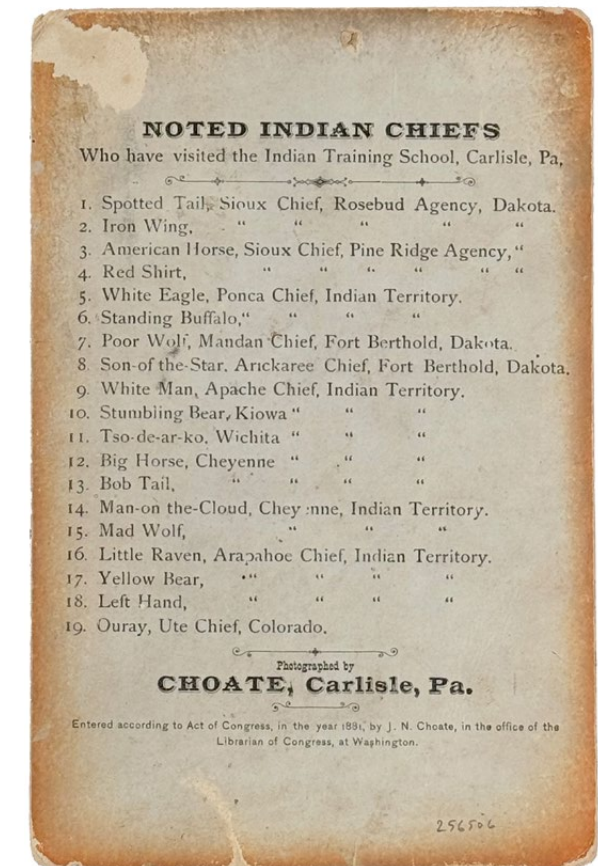 NOTED INDIAN CHIEFS
Who have visited the Indian Training School, Carlisle, Pa,
1. Spotted Tail, Sioux Chief, Rosebud Agency, Dakota.
2. Iron Wing, “ “ “ “ “
3. American Horse, Sioux Chief, Pine Ridge Agency, “
4. Red Shirt, “ “ “ “ “ “
5. White Eagle, Ponca Chief, Indian Territory.
6. Standing Buffalo, “ “ “ “
7. Poor Wolf, Mandan Chief, Fort Berthold, Dakota.
8. Son-of the-Star, Arickaree Chief, Fort Berthold, Dakota.
9. White Man, Apache Chief, Indian Territory.
10. Stumbling Bear, Kiowa “ “ “
11. Tso-de-ar-ko, Wichita “ “ “
12. Big Horse, Cheyenne “ “ “
13. Bob Tail, “ “ “ “
14. Man-on the-Cloud, Cheyenne, Indian Territory.
15. Mad Wolf, “ “ “
16. Little Raven, Arapahoe Chief, Indian Territory.
17. Yellow Bear, “ “ “ “
18. Left Hand, “ “ “ “
19. Ouray, Ute Chief, Colorado.
Photographed by
CHOATE, Carlisle, Pa.
Entered according to Act of Congress, in the year 1881, by J. N. Choate, in the office of the
Librarian of Congress, at Washington.
256506